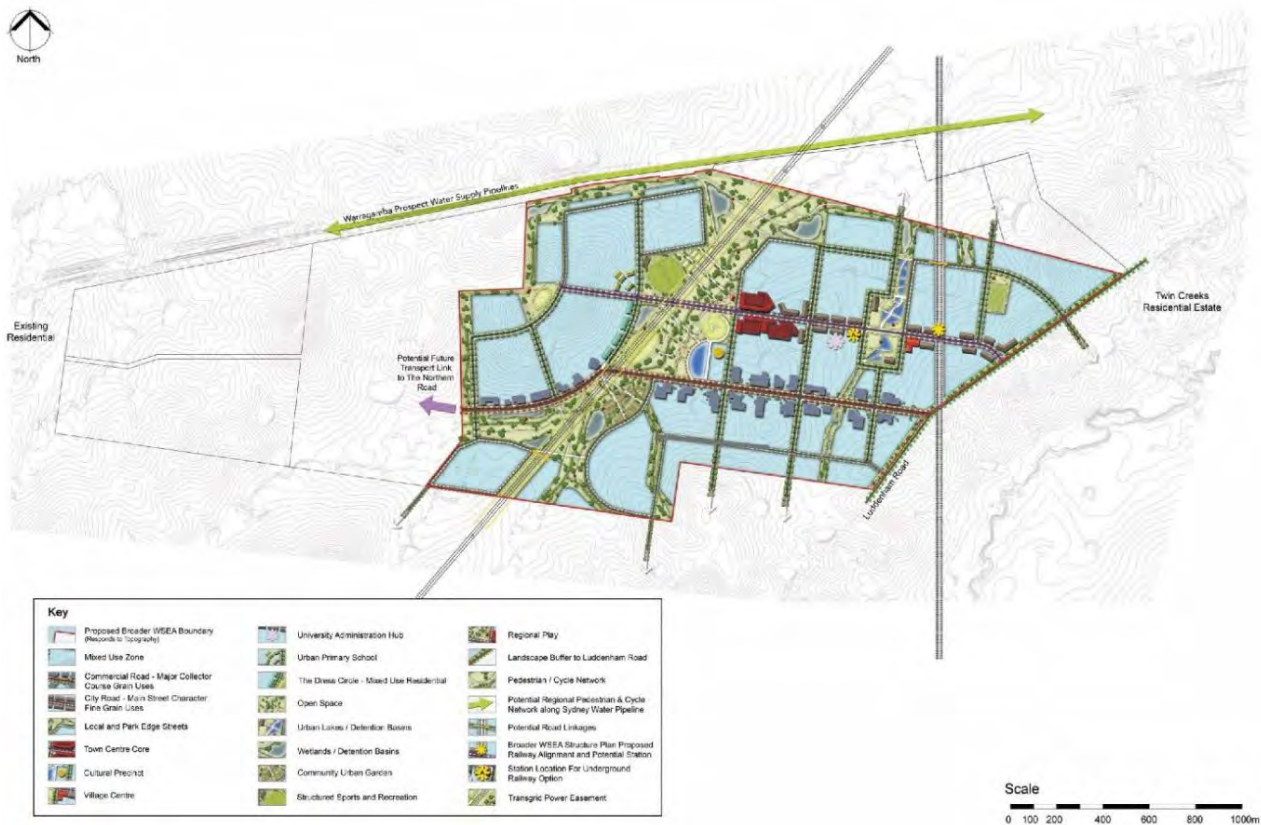 North
Warragamba Prospect Water Supply Pipelines
Existing
Residential
Potential Future
Transport Link
to The Northern
Road
Twin Creeks
Residential Estate
Luddenham Road
Key
Proposed Broader WSEA Boundary
(Responds to Topography)
Mixed Use Zone
Commercial Road - Major Collector
Course Grain Uses
City Road - Main Street Character
Fine Grain Uses
Local and Park Edge Streets
Town Centre Core
Cultural Precinct
Village Centre
University Administration Hub
Urban Primary School
The Dress Circle - Mixed Use Residential
Open Space
Urban Lakes / Detention Basins
Wetlands / Detention Basins
Community Urban Garden
Structured Sports and Recreation
Regional Play
Landscape Buffer to Luddenham Road
Pedestrian / Cycle Network
Potential Regional Pedestrian & Cycle
Network along Sydney Water Pipeline
Potential Road Linkages
Broader WSEA Structure Plan Proposed
Railway Alignment and Potential Station
Station Location For Underground
Railway Option
Transgric Power Easement
Scale
0 100 200 400 600 800 1000m